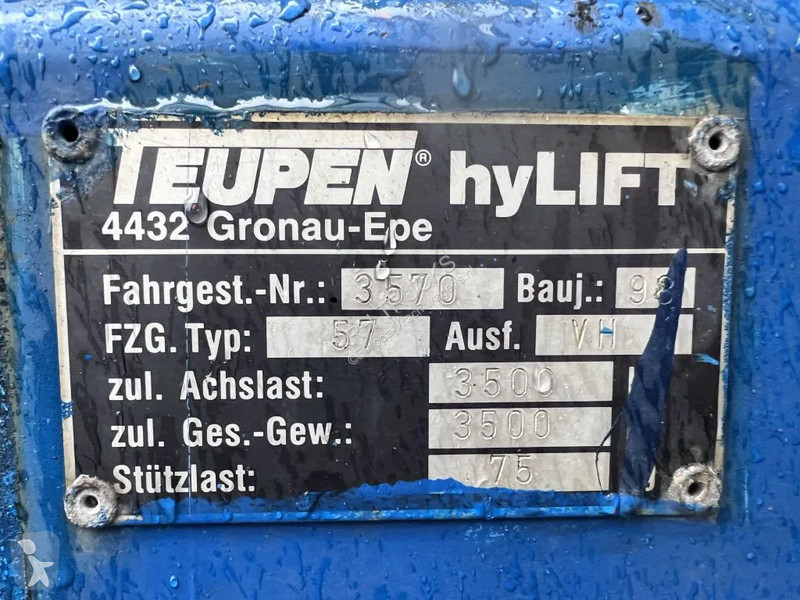 TEUPEN® hyLIFT
4432 Gronau-Epe
Fahrgest.-Nr.: 3570 Bauj.: 98
FZG. Typ: 57 Ausf. VH
zul. Achslast: 3500
zul. Ges.-Gew.: 3500
Stützlast: 75